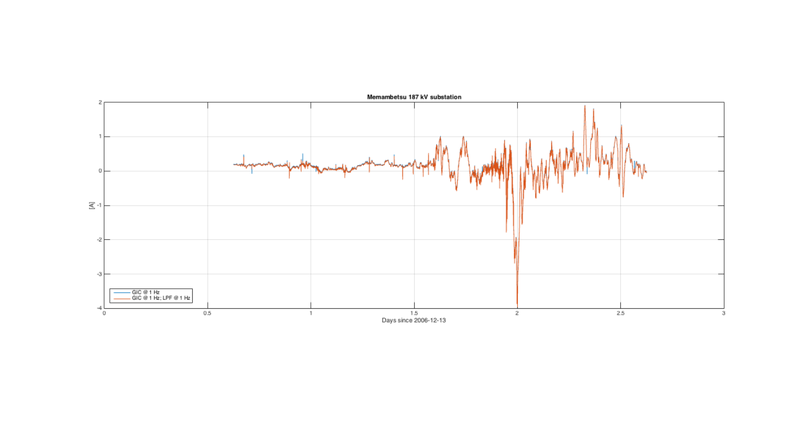 Memambetsu 187 kV substation
[A]
2
1
0
-1
-2
-3
-4
GIC @ 1 Hz
GIC @ 1 Hz; LPF @ 1 Hz
0 0.5 1 1.5 2 2.5 3
Days since 2006-12-13